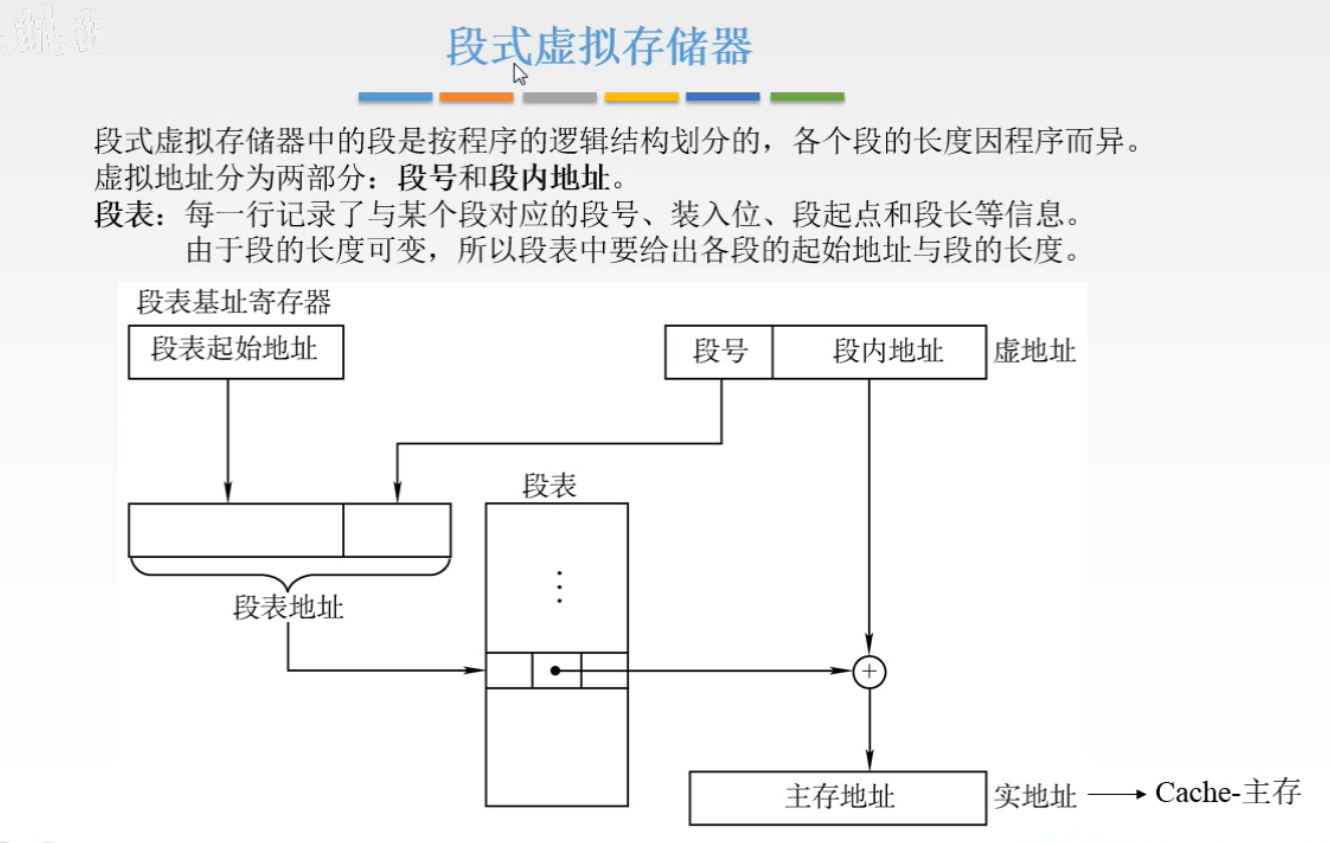 段式虚拟存储器
段式虚拟存储器中的段是按程序的逻辑结构划分的，各个段的长度因程序而异。
虚拟地址分为两部分：段号和段内地址。
段表：每一行记录了与某个段对应的段号、装入位、段起点和段长等信息。
由于段的长度可变，所以段表中要给出各段的起始地址与段的长度。
段表基址寄存器
段表起始地址
段号 段内地址 虚地址
段表
段表地址
主存地址 实地址 Cache-主存